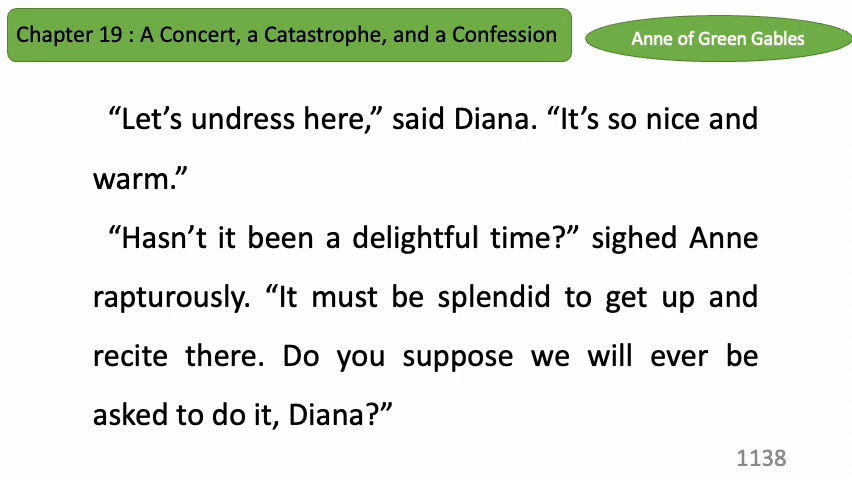 Chapter 19 : A Concert, a Catastrophe, and a Confession
Anne of Green Gables
“Let’s undress here,” said Diana. “It’s so nice and
warm.”
“Hasn’t it been a delightful time?” sighed Anne
rapturously. “It must be splendid to get up and
recite there. Do you suppose we will ever be
asked to do it, Diana?”
1138